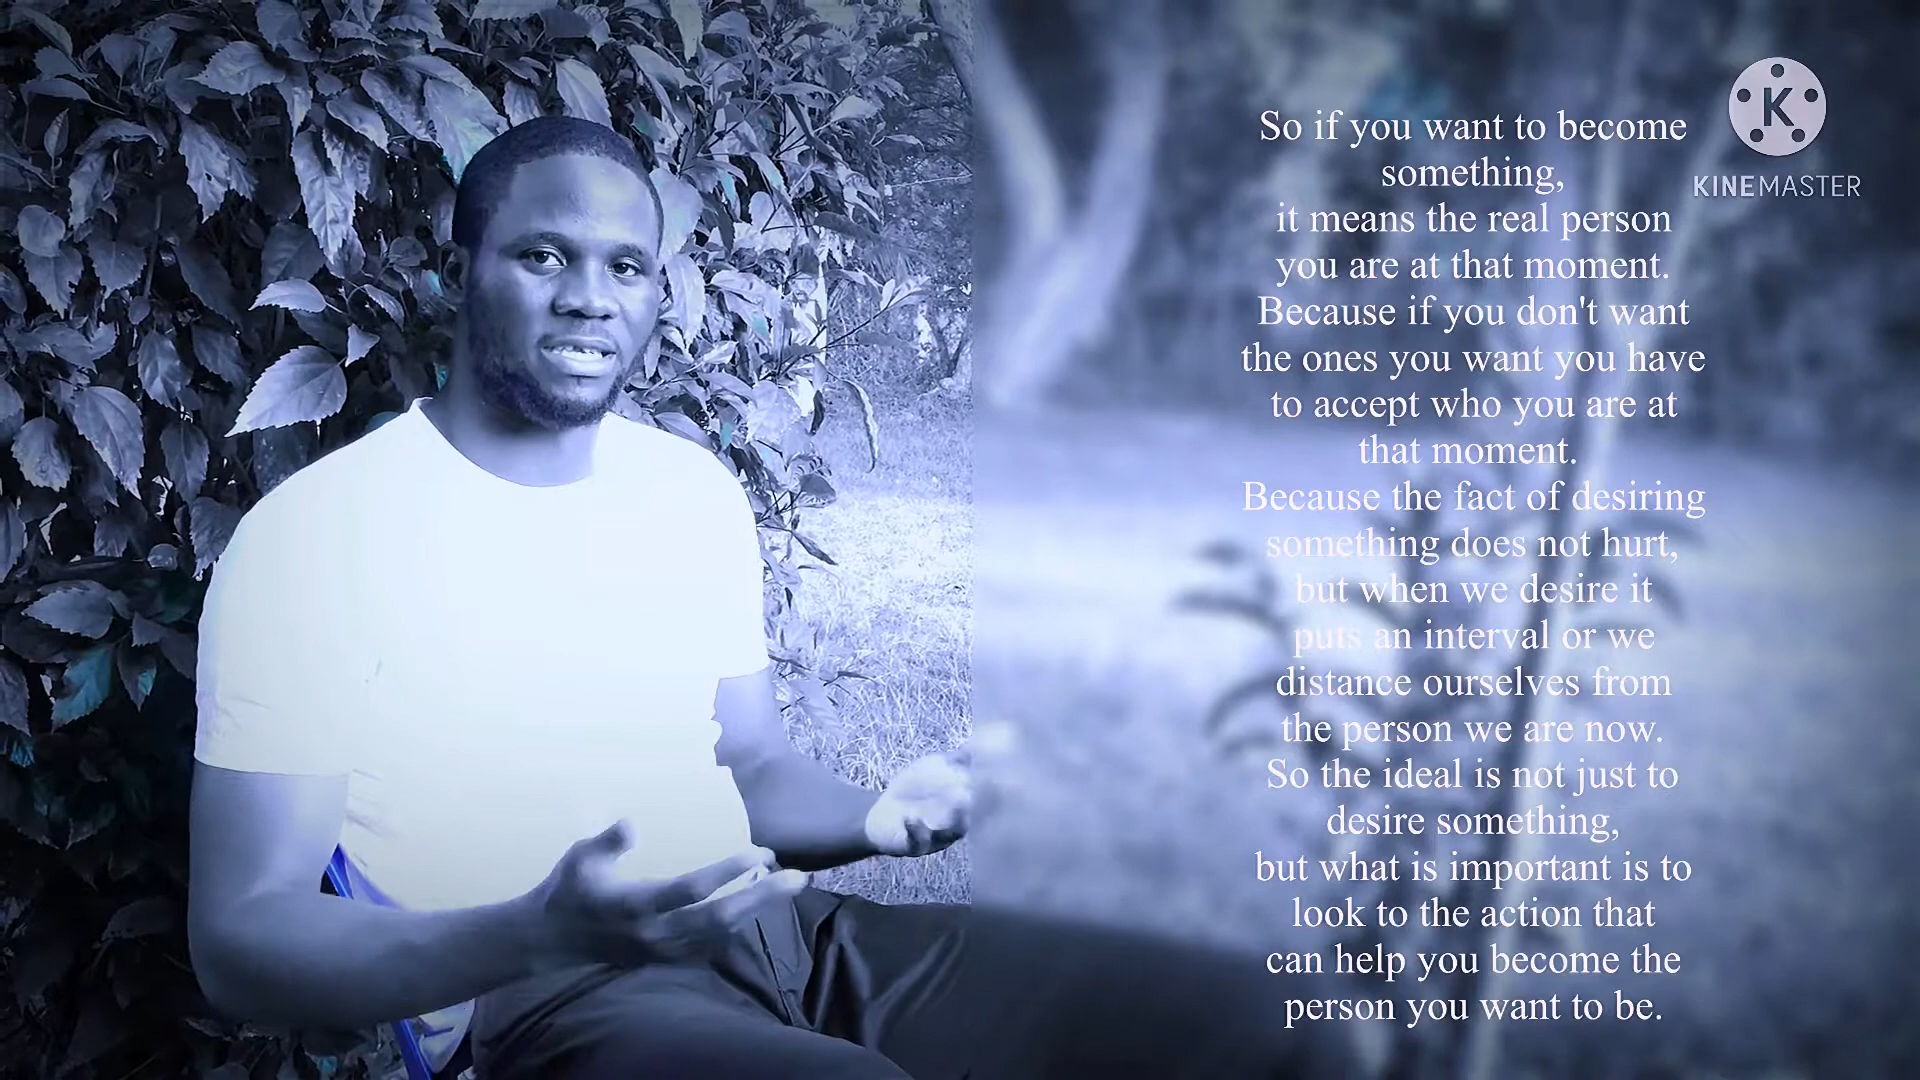 So if you want to become
something,
it means the real person
you are at that moment.
Because if you don't want
the ones you want you have
to accept who you are at
that moment.
Because the fact of desiring
something does not hurt,
but when we desire it
puts an interval or we
distance ourselves from
the person we are now.
So the ideal is not just to
desire something,
but what is important is to
look to the action that
can help you become the
person you want to be.
K
KINEMASTER